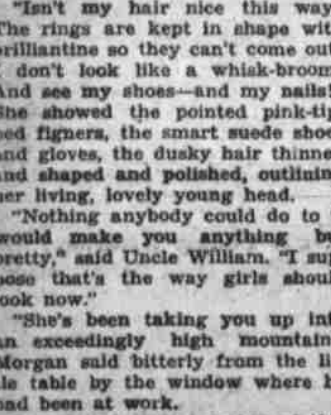 "Isn't my hair nice this way
The rings are kept in shape wit
brilliantine so they can't come ou
I don't look like a whisk-broom
And see my shoes—and my nails!
She showed the pointed pink-tip
ped figners, the smart suede shoe
and gloves, the dusky hair thinne
and shaped and polished, outlinin
her living, lovely young head.
"Nothing anybody could do to
would make you anything bu
pretty," said Uncle William. "I sup
pose that's the way girls shoul
look now."
"She's been taking you up int
an exceedingly high mountain
Morgan said bitterly from the lit
tle table by the window where h
had been at work.